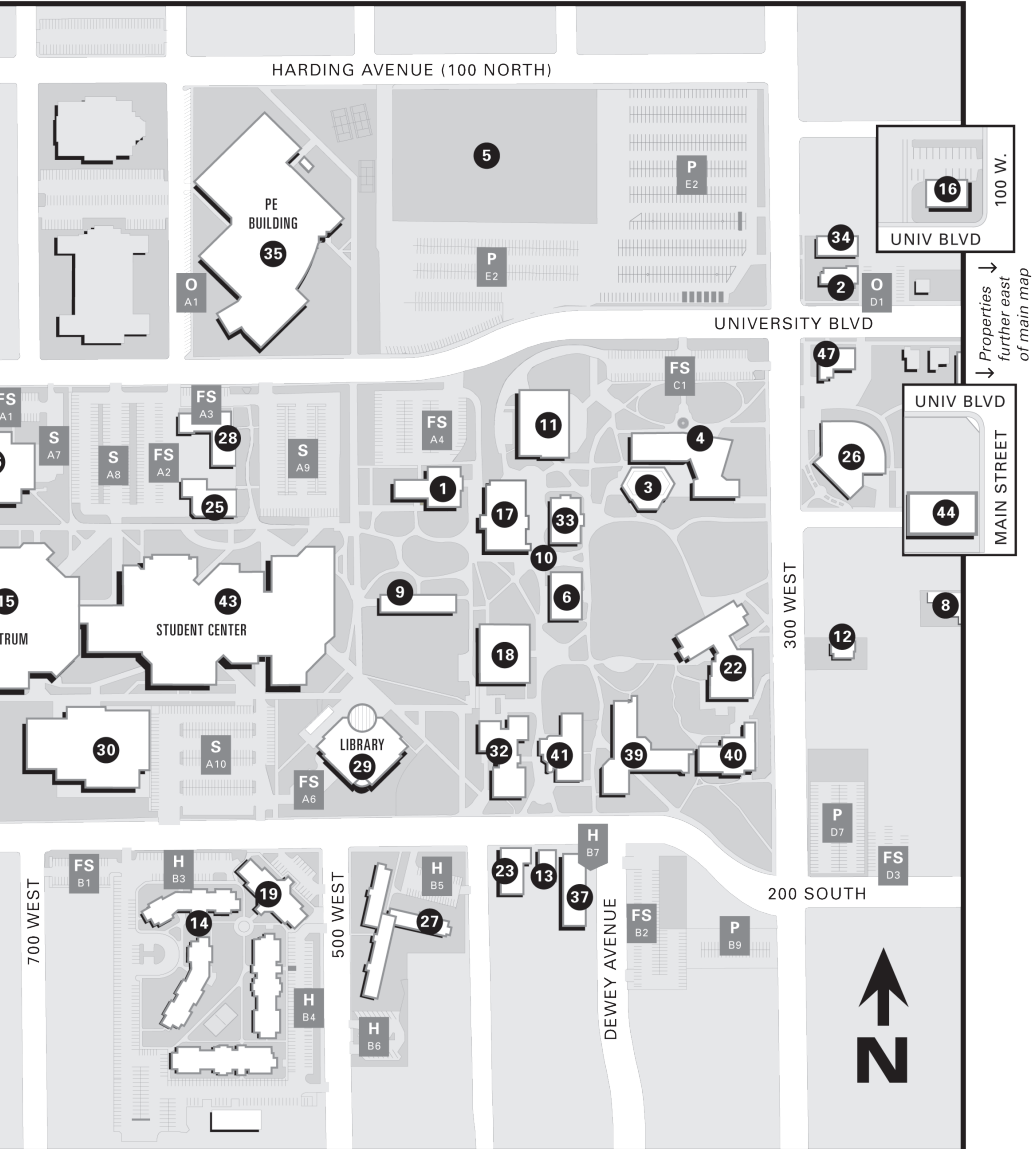 HARDING AVENUE (100 NORTH)
5
P
E2
16
100 W.
UNIV BLVD
PE
BUILDING
35
34
2
O
D1
O
A1
P
E2
Properties
further east
of main map
UNIVERSITY BLVD
47
FS
C1
UNIV BLVD
FS
A1
FS
A3
28
S
A7
S
A8
FS
A2
S
A9
FS
A4
11
4
26
MAIN STREET
44
25
1
3
17
33
10
300 WEST
15
TRUM
43
STUDENT CENTER
9
6
8
12
18
22
30
S
A10
LIBRARY
29
FS
A6
32
41
39
40
P
D7
FS
D3
200 SOUTH
H
B7
FS
B1
H
B3
19
14
700 WEST
500 WEST
H
B5
27
23
13
37
FS
B2
P
B9
DEWEY AVENUE
H
B4
H
B6
N